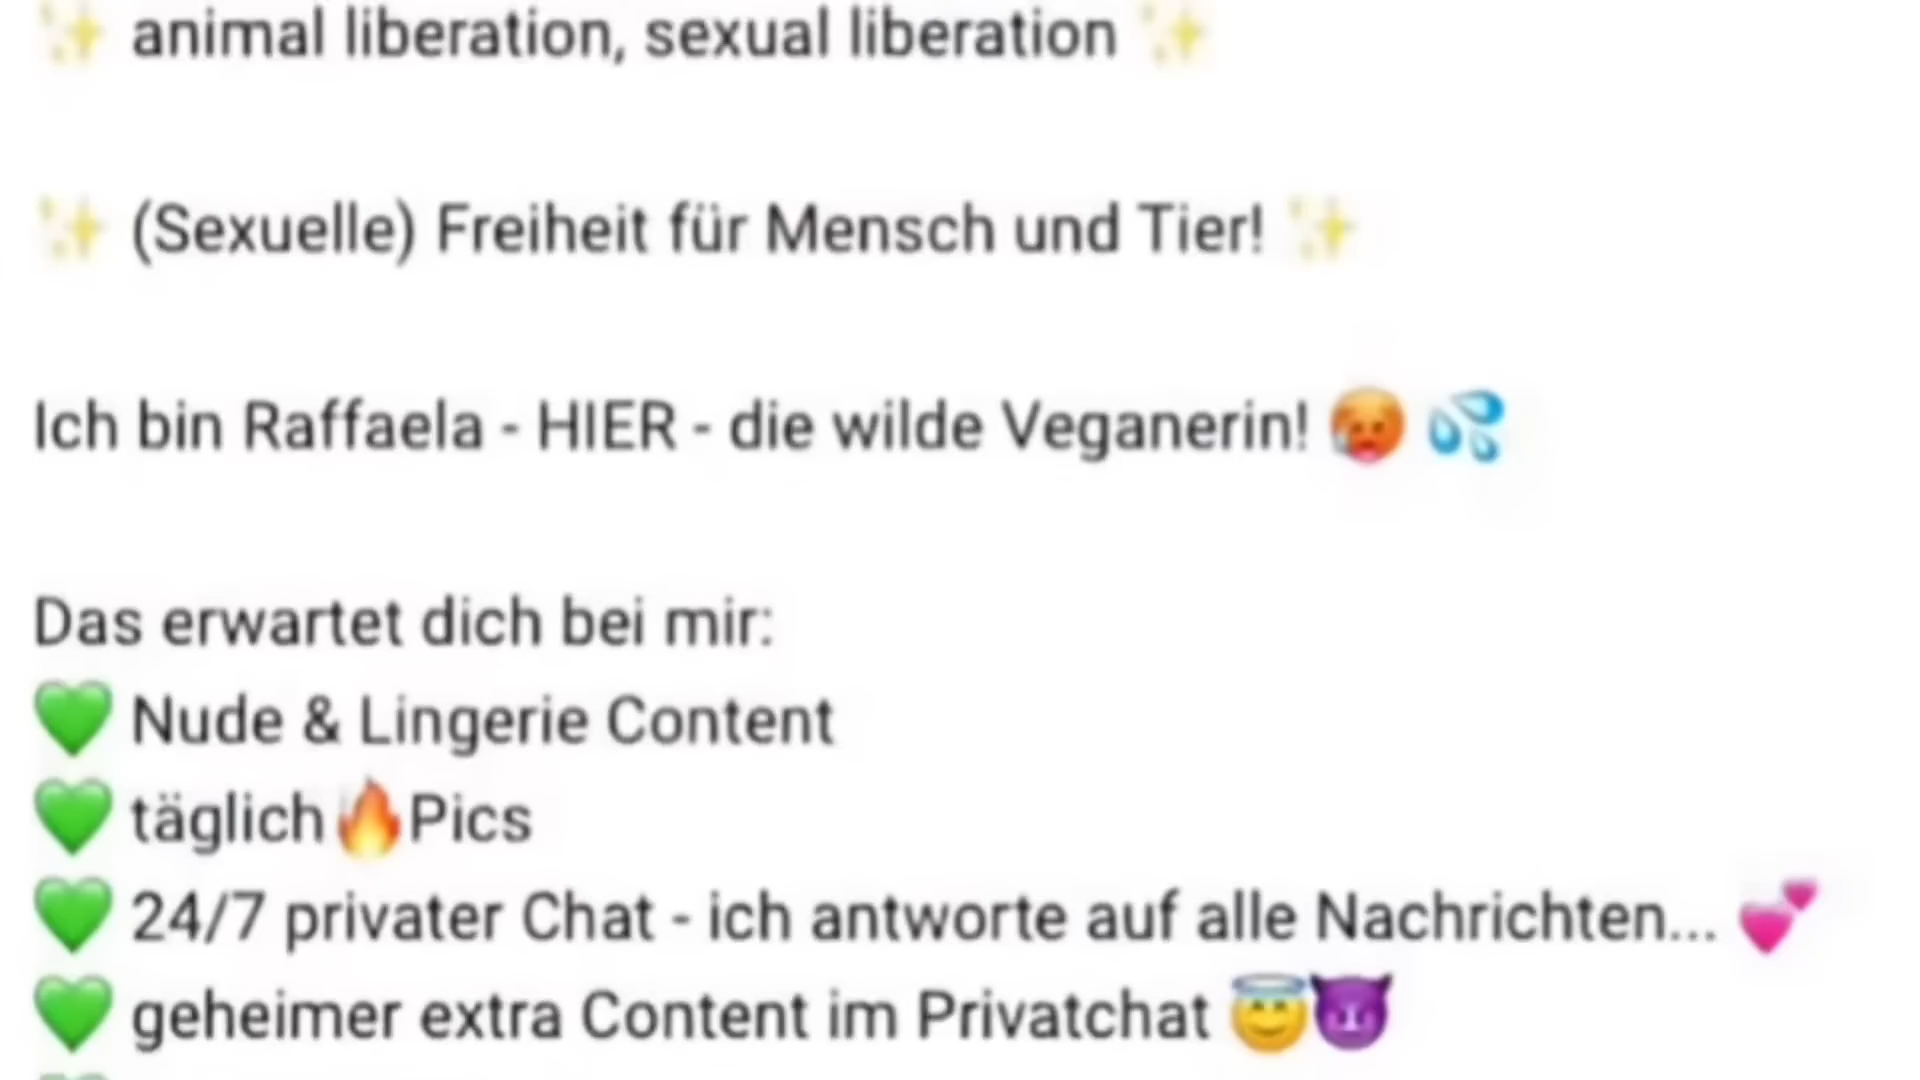 ✨ animal liberation, sexual liberation ✨
✨ (Sexuelle) Freiheit für Mensch und Tier! ✨
Ich bin Raffaela - HIER - die wilde Veganerin! 🥵 💦
Das erwartet dich bei mir:
💚 Nude & Lingerie Content
💚 täglich🔥Pics
💚 24/7 privater Chat - ich antworte auf alle Nachrichten... 💕
💚 geheimer extra Content im Privatchat 😇😈